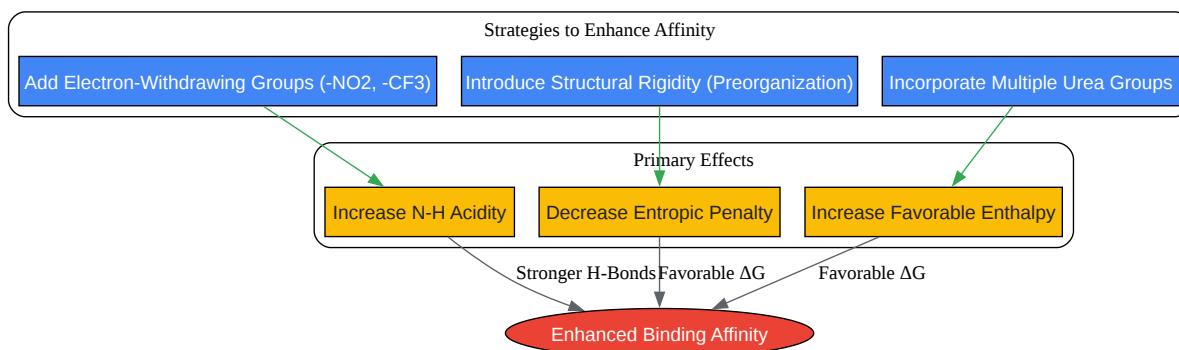 Strategies to Enhance Affinity
Add Electron-Withdrawing Groups (-NO2, -CF3)
Introduce Structural Rigidity (Preorganization)
Incorporate Multiple Urea Groups
Primary Effects
Increase N-H Acidity
Decrease Entropic Penalty
Increase Favorable Enthalpy
Stronger H-Bonds
Favorable ΔG
Favorable ΔG
Enhanced Binding Affinity